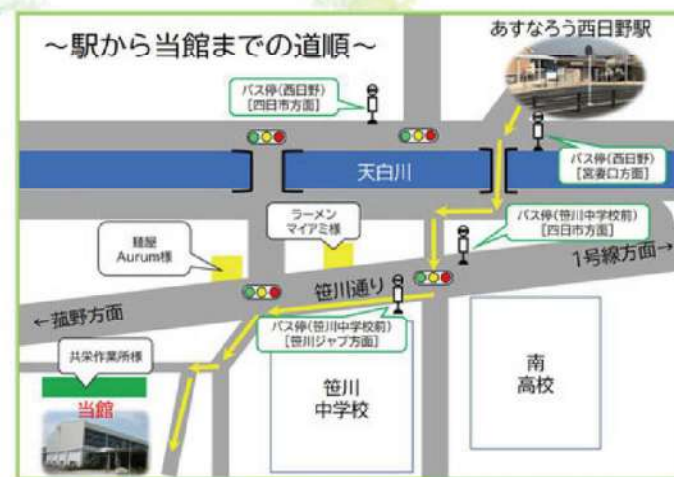 ～駅から当館までの道順～
あすなろう西日野駅
バス停(西日野)
[四日市方面]
バス停(西日野)
[宮妻口方面]
天白川
麺屋
Aurum様
ラーメン
マイアミ様
バス停(笹川中学校前)
[四日市方面]
1号線方面→
笹川通り
←菰野方面
バス停(笹川中学校前)
[笹川ジャブ方面]
共栄作業所様
当館
笹川
中学校
南
高校